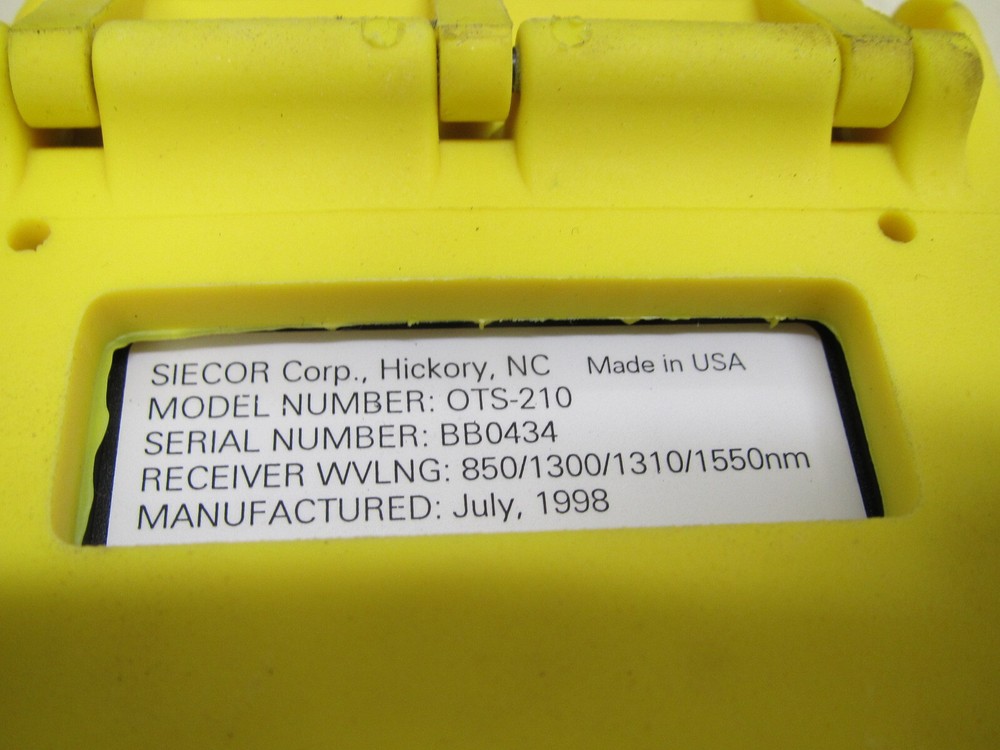 SIECOR Corp., Hickory, NC Made in USA
MODEL NUMBER: OTS-210
SERIAL NUMBER: BB0434
RECEIVER WVLNG: 850/1300/1310/1550nm
MANUFACTURED: July, 1998